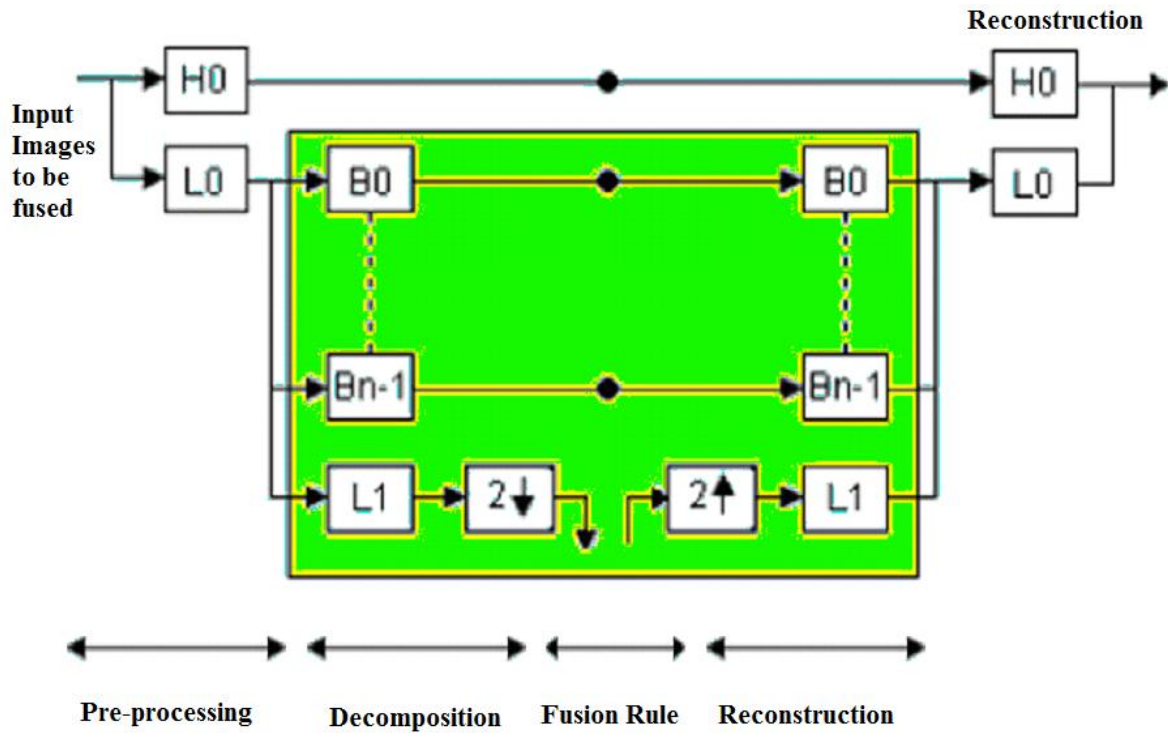 Reconstruction
H0
H0
Input
Images
to be
fused
L0
B0
B0
L0
Bn-1
Bn-1
L1
2↓
2↑
L1
Pre-processing
Decomposition
Fusion Rule
Reconstruction